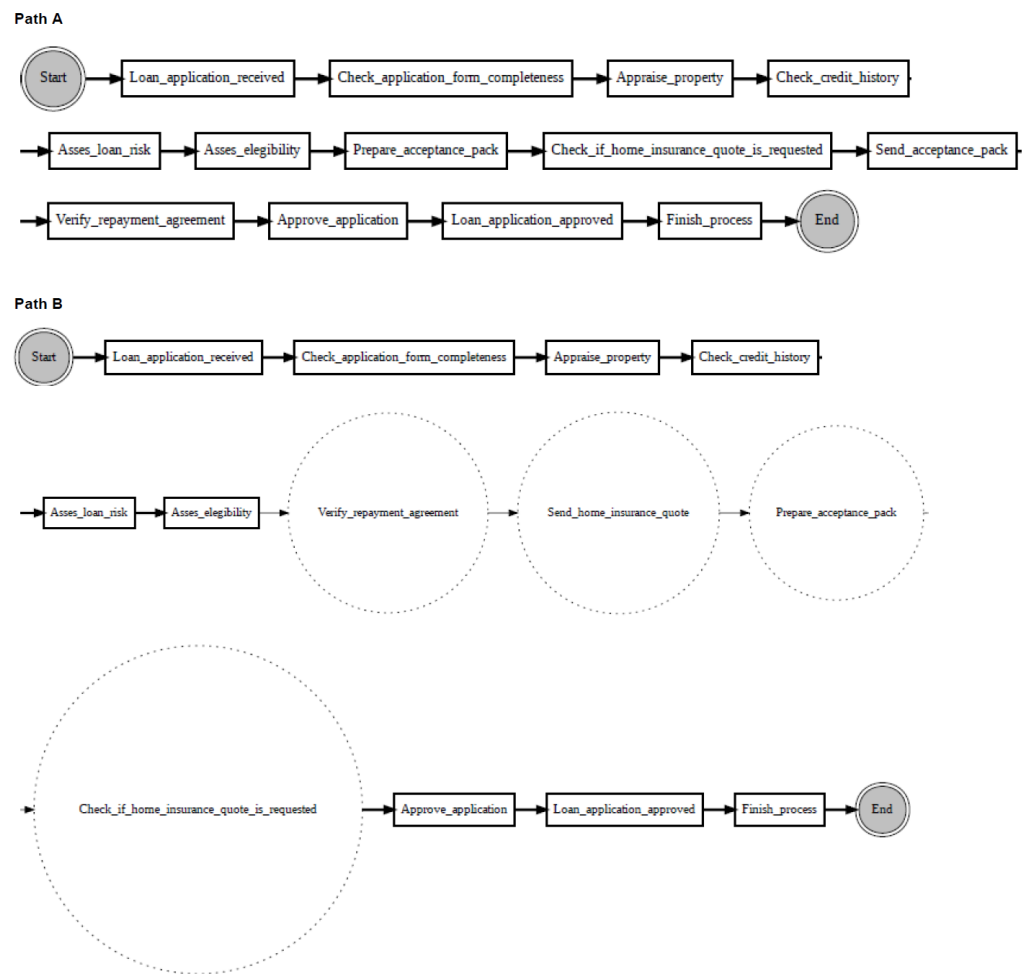 Path A
Start Loan_application_received Check_application_form_completeness Appraise_property Check_credit_history
Asses_loan_risk Asses_elegibility Prepare_acceptance_pack Check_if_home_insurance_quote_is_requested Send_acceptance_pack
Verify_repayment_agreement Approve_application Loan_application_approved Finish_process End
Path B
Start Loan_application_received Check_application_form_completeness Appraise_property Check_credit_history
Asses_loan_risk Asses_elegibility Verify_repayment_agreement Send_home_insurance_quote Prepare_acceptance_pack
Check_if_home_insurance_quote_is_requested Approve_application Loan_application_approved Finish_process End